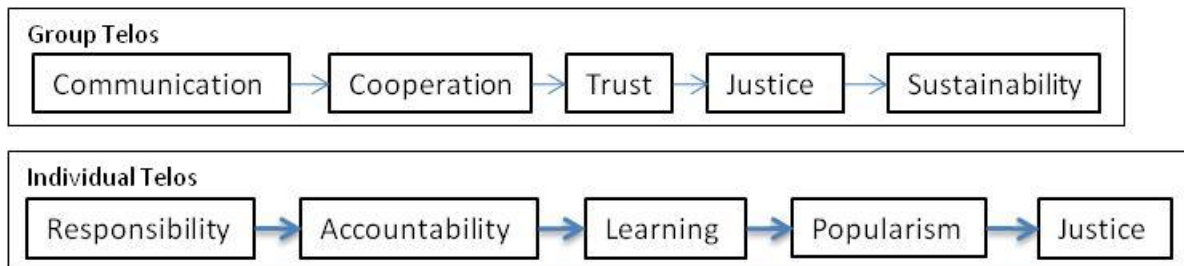 Group Telos
Communication Cooperation Trust Justice Sustainability
Individual Telos
Responsibility Accountability Learning Popularism Justice